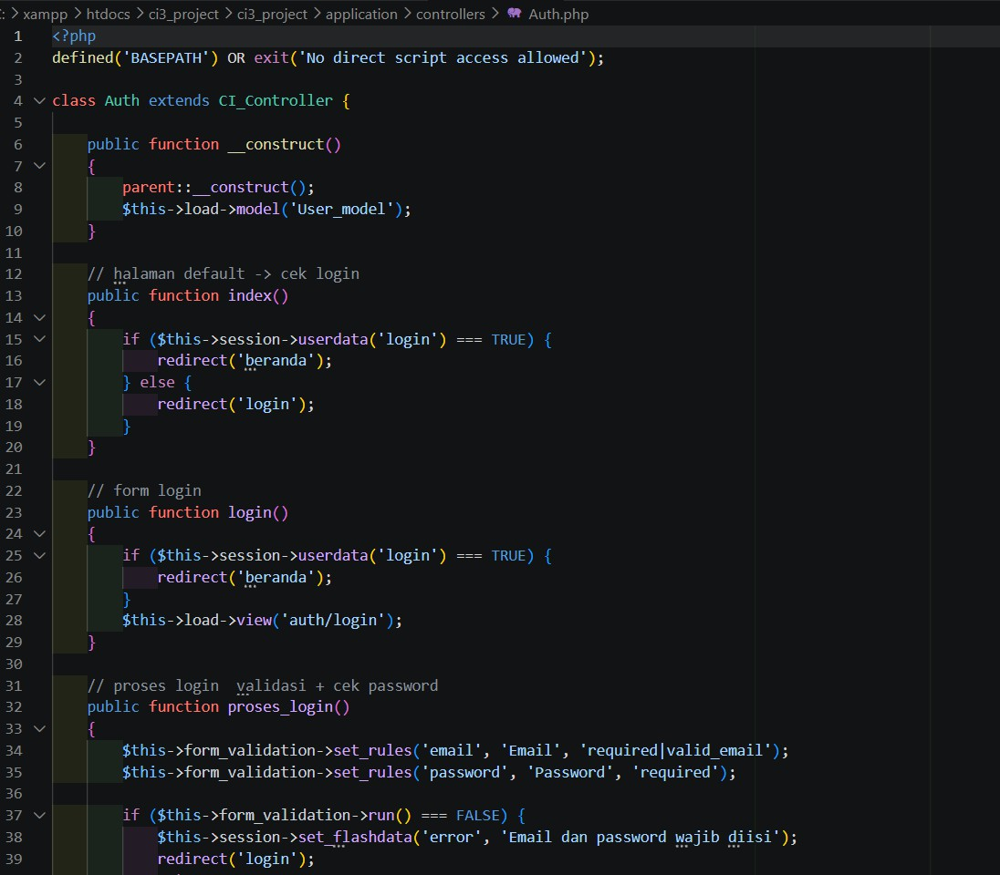 : > xampp > htdocs > ci3_project > ci3_project > application > controllers > Auth.php
1 <?php
2 defined('BASEPATH') OR exit('No direct script access allowed');
3
4 class Auth extends CI_Controller {
5
6     public function __construct()
7     {
8         parent::__construct();
9         $this->load->model('User_model');
10     }
11
12     // halaman default -> cek login
13     public function index()
14     {
15         if ($this->session->userdata('login') === TRUE) {
16             redirect('beranda');
17         } else {
18             redirect('login');
19         }
20     }
21
22     // form login
23     public function login()
24     {
25         if ($this->session->userdata('login') === TRUE) {
26             redirect('beranda');
27         }
28         $this->load->view('auth/login');
29     }
30
31     // proses login  validasi + cek password
32     public function proses_login()
33     {
34         $this->form_validation->set_rules('email', 'Email', 'required|valid_email');
35         $this->form_validation->set_rules('password', 'Password', 'required');
36
37         if ($this->form_validation->run() === FALSE) {
38             $this->session->set_flashdata('error', 'Email dan password wajib diisi');
39             redirect('login');